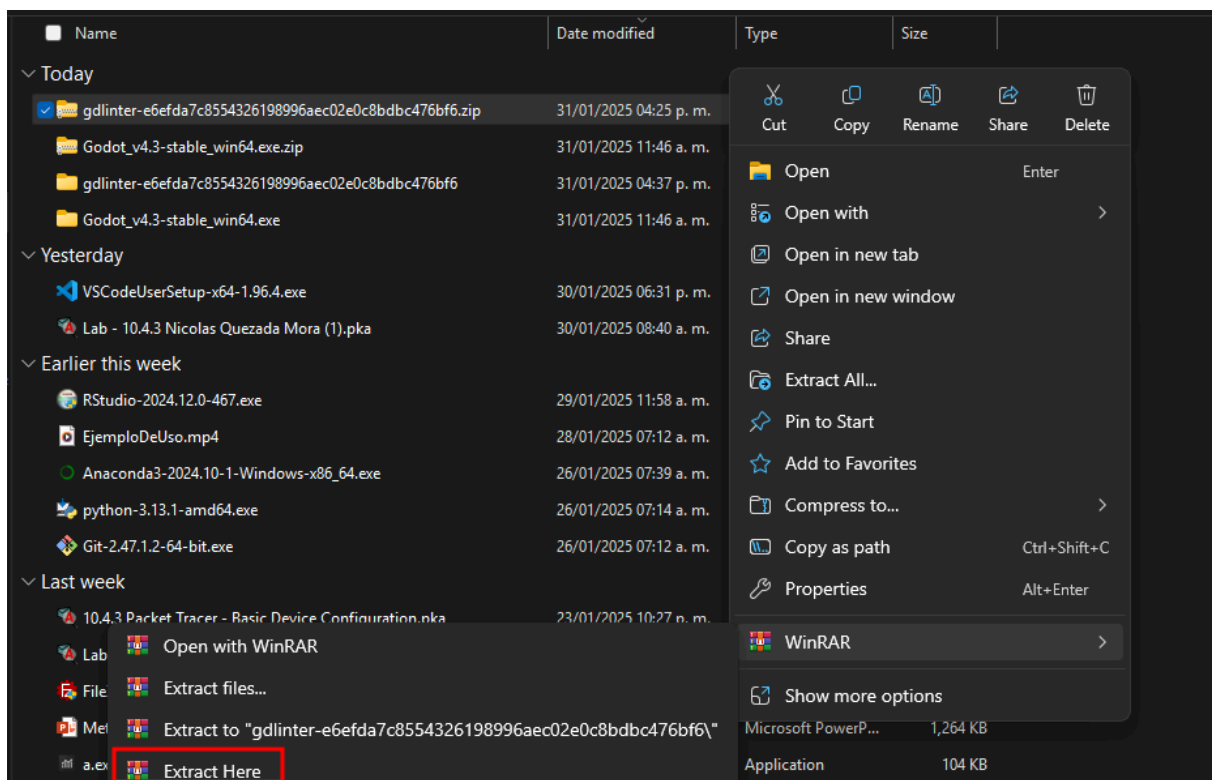 Name Date modified Type Size
Today
gdlinter-e6efda7c8554326198996aec02e0c8bdbc476bf6.zip 31/01/2025 04:25 p. m.
Godot_v4.3-stable_win64.exe.zip 31/01/2025 11:46 a. m.
gdlinter-e6efda7c8554326198996aec02e0c8bdbc476bf6 31/01/2025 04:37 p. m.
Godot_v4.3-stable_win64.exe 31/01/2025 11:46 a. m.
Yesterday
VSCodeUserSetup-x64-1.96.4.exe 30/01/2025 06:31 p. m.
Lab - 10.4.3 Nicolas Quezada Mora (1).pka 30/01/2025 08:40 a. m.
Earlier this week
RStudio-2024.12.0-467.exe 29/01/2025 11:58 a. m.
EjemploDeUso.mp4 28/01/2025 07:12 a. m.
Anaconda3-2024.10-1-Windows-x86_64.exe 26/01/2025 07:39 a. m.
python-3.13.1-amd64.exe 26/01/2025 07:14 a. m.
Git-2.47.1.2-64-bit.exe 26/01/2025 07:12 a. m.
Last week
10.4.3 Packet Tracer - Basic Device Configuration.pka 23/01/2025 10:27 p. m.
Lab
File
Met Microsoft PowerP... 1,264 KB
a.ex Application 104 KB
Cut Copy Rename Share Delete
Open Enter
Open with
Open in new tab
Open in new window
Share
Extract All...
Pin to Start
Add to Favorites
Compress to...
Copy as path Ctrl+Shift+C
Properties Alt+Enter
WinRAR
Show more options
Open with WinRAR
Extract files...
Extract to "gdlinter-e6efda7c8554326198996aec02e0c8bdbc476bf6\"
Extract Here